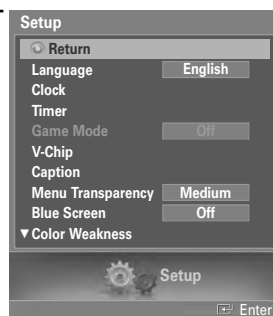 Setup
Return
Language English
Clock
Timer
Game Mode Off
V-Chip
Caption
Menu Transparency Medium
Blue Screen Off
▼ Color Weakness
Setup
Enter